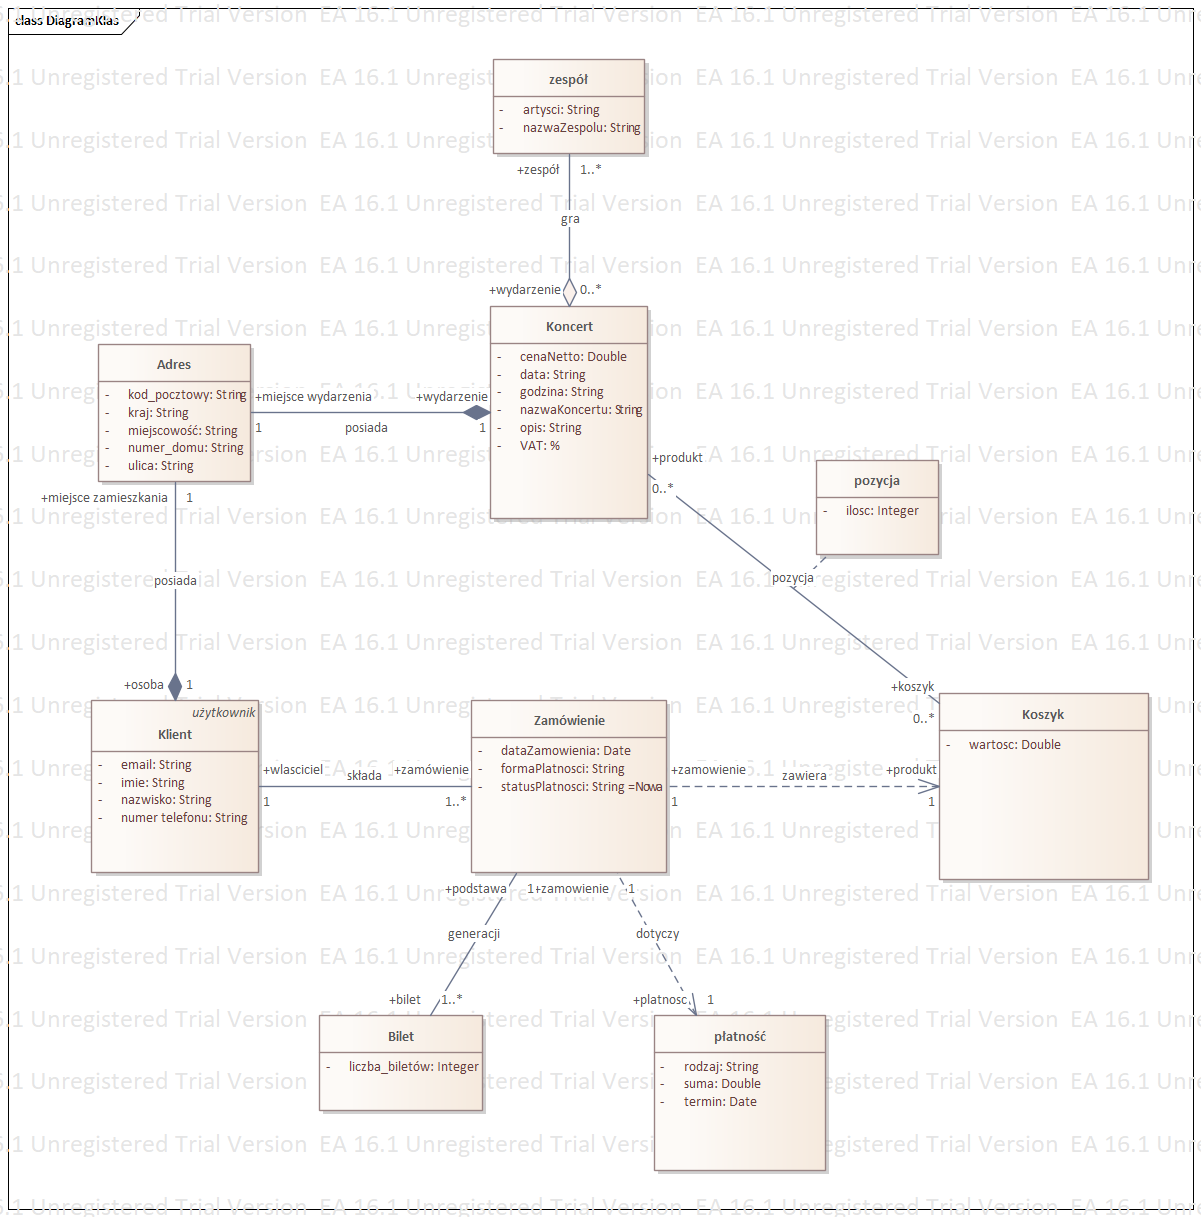 class DiagramKlas
EA 16.1 Unregistered Trial Version
zespół
- artysci: String
- nazwaZespolu: String
+zespół 1..*
gra
+wydarzenie 0..*
Koncert
- cenaNetto: Double
- data: String
- godzina: String
- nazwaKoncertu: String
- opis: String
- VAT: %
Adres
- kod_pocztowy: String
- kraj: String
- miejscowość: String
- numer_domu: String
- ulica: String
+miejsce wydarzenia +wydarzenie
1 posiada 1
+produkt
0..*
pozycja
- ilosc: Integer
+miejsce zamieszkania 1
posiada
pozycja
+osoba 1
+koszyk
0..*
użytkownik
Klient
- email: String
- imie: String
- nazwisko: String
- numer telefonu: String
+wlasciciel składa +zamówienie
1 1..*
Zamówienie
- dataZamowienia: Date
- formaPlatnosci: String
- statusPlatnosci: String =Nowa
+zamowienie zawiera +produkt
1 1
Koszyk
- wartosc: Double
+podstawa 1 +zamowienie 1
generacji
dotyczy
+bilet 1..*
+platnosc 1
Bilet
- liczba_biletów: Integer
płatność
- rodzaj: String
- suma: Double
- termin: Date